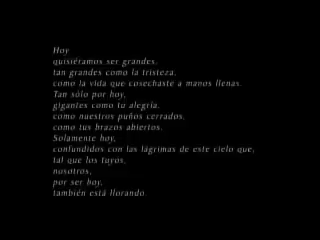 Hoy
quisiéramos ser grandes,
tan grandes como la tristeza,
como la vida que cosechaste a manos llenas.
Tan sólo por hoy,
gigantes como tu alegría,
como nuestros puños cerrados,
como tus brazos abiertos.
Solamente hoy,
confundidos con las lágrimas de este cielo que,
tal que los tuyos,
nosotros,
por ser hoy,
también está llorando.